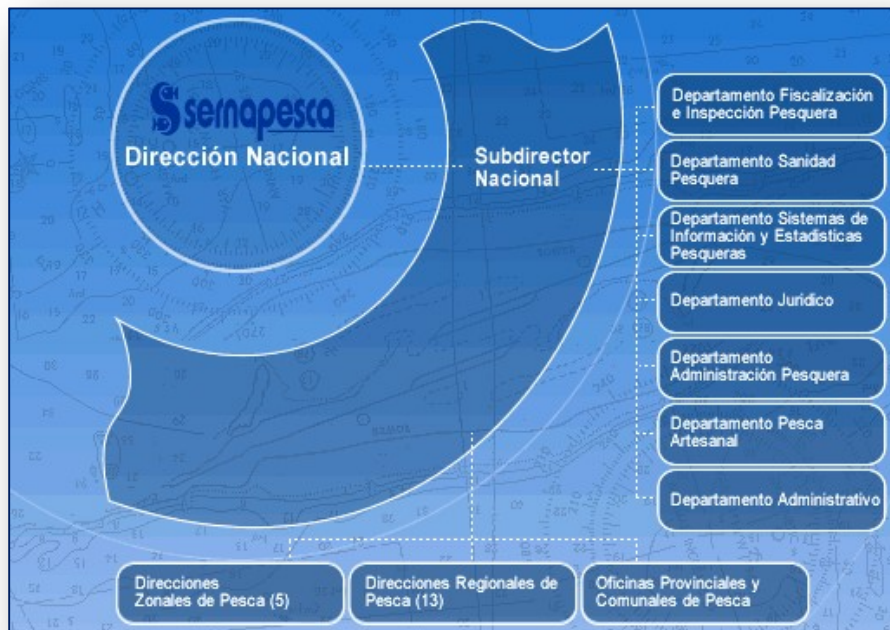 sernapesca
Dirección Nacional
Subdirector
Nacional
Departamento Fiscalización
e Inspección Pesquera
Departamento Sanidad
Pesquera
Departamento Sistemas de
Información y Estadísticas
Pesqueras
Departamento Jurídico
Departamento
Administración Pesquera
Departamento Pesca
Artesanal
Departamento Administrativo
Direcciones
Zonales de Pesca (5)
Direcciones Regionales de
Pesca (13)
Oficinas Provinciales y
Comunales de Pesca